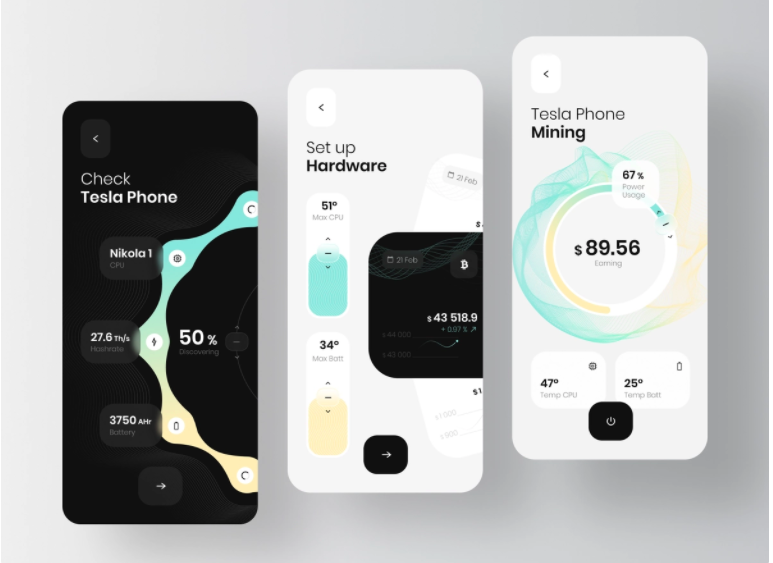 Check
Tesla Phone
Nikola 1
CPU
27.6 Th/s
Hashrate
50 %
Discovering
3750 AHr
Battery
Set up
Hardware
51°
Max CPU
34°
Max Batt
21 Feb
21 Feb
$ 43 518.9
+ 0,97 %
$44 000
$43 000
$1
$1 000
$900
Tesla Phone
Mining
67 %
Power
Usage
$ 89.56
Earning
47°
Temp CPU
25°
Temp Batt